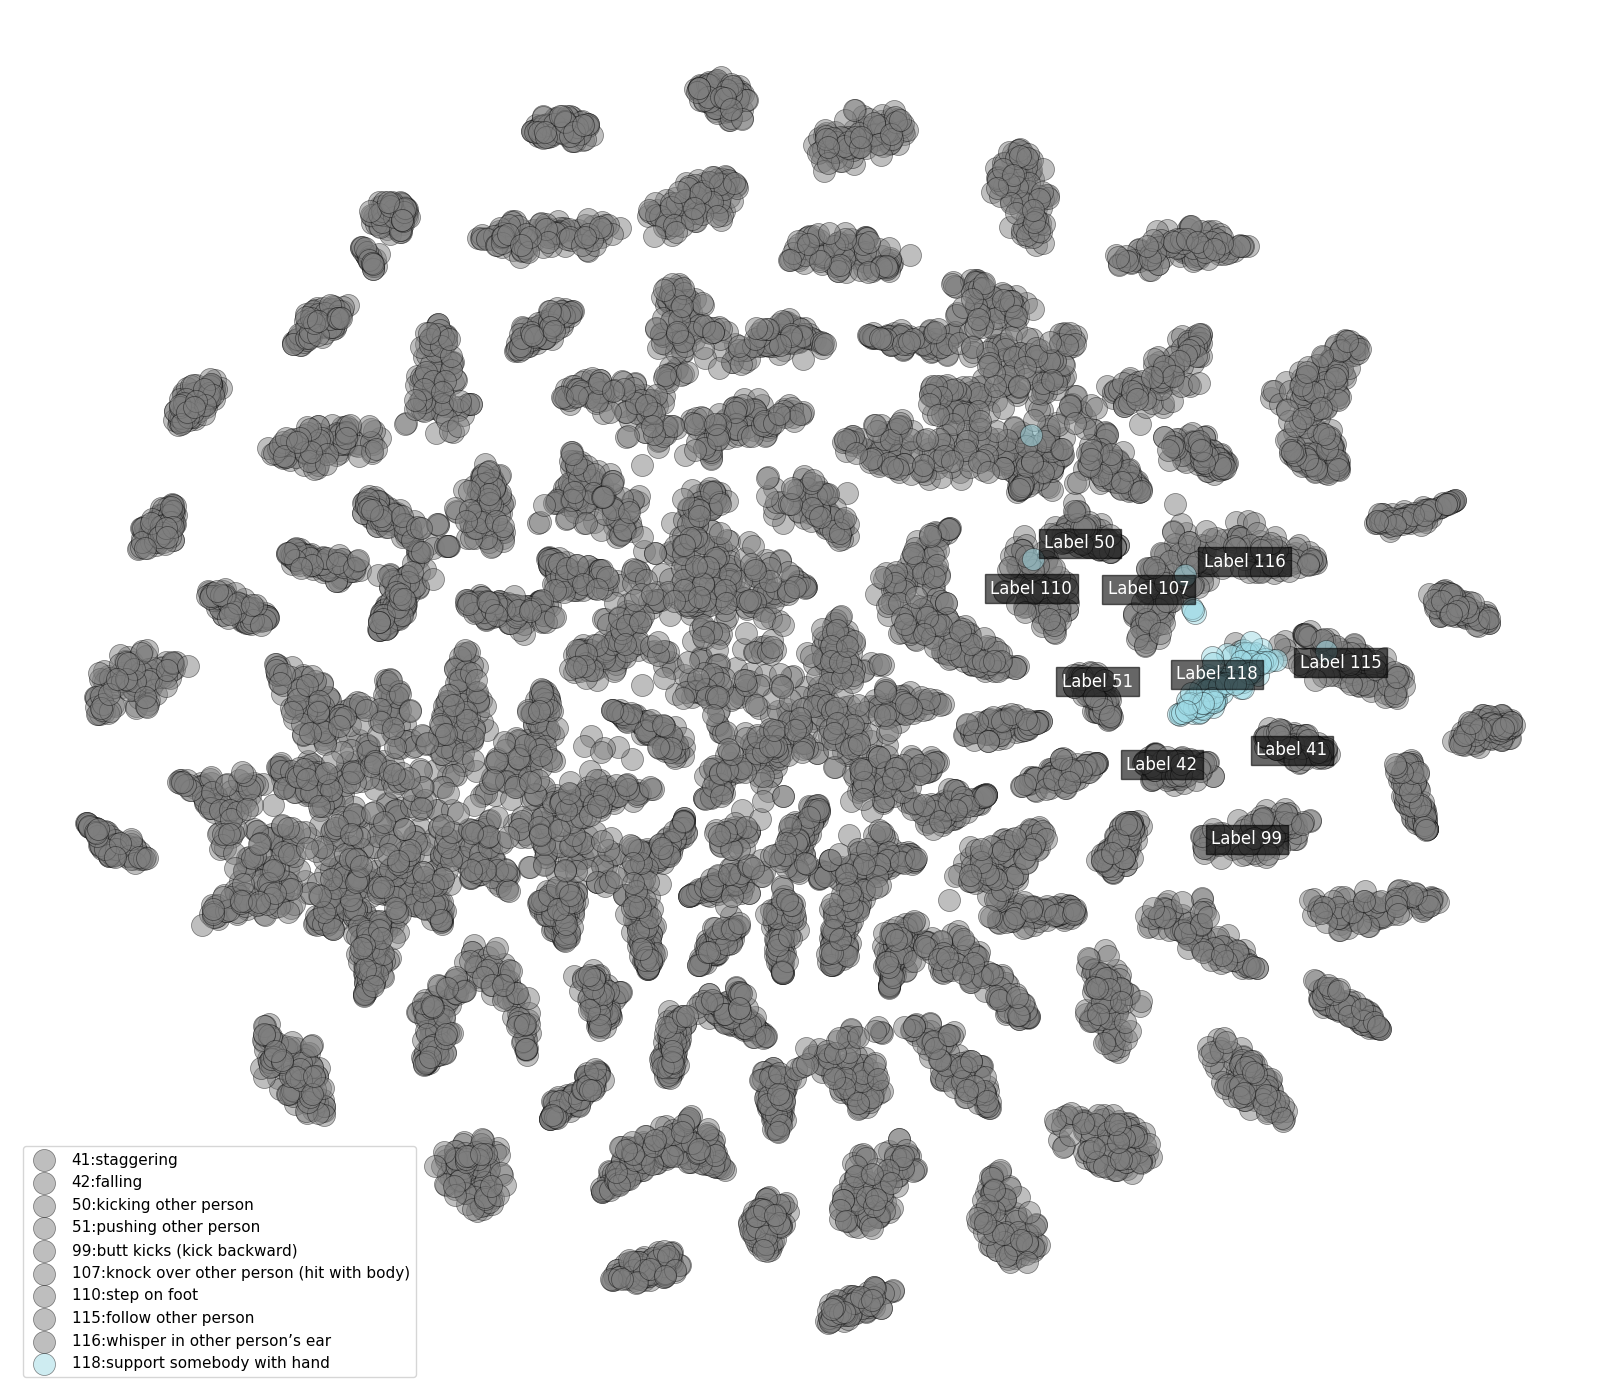 Label 50
Label 116
Label 110
Label 107
Label 115
Label 118
Label 51
Label 41
Label 42
Label 99
41:staggering
42:falling
50:kicking other person
51:pushing other person
99:butt kicks (kick backward)
107:knock over other person (hit with body)
110:step on foot
115:follow other person
116:whisper in other person’s ear
118:support somebody with hand